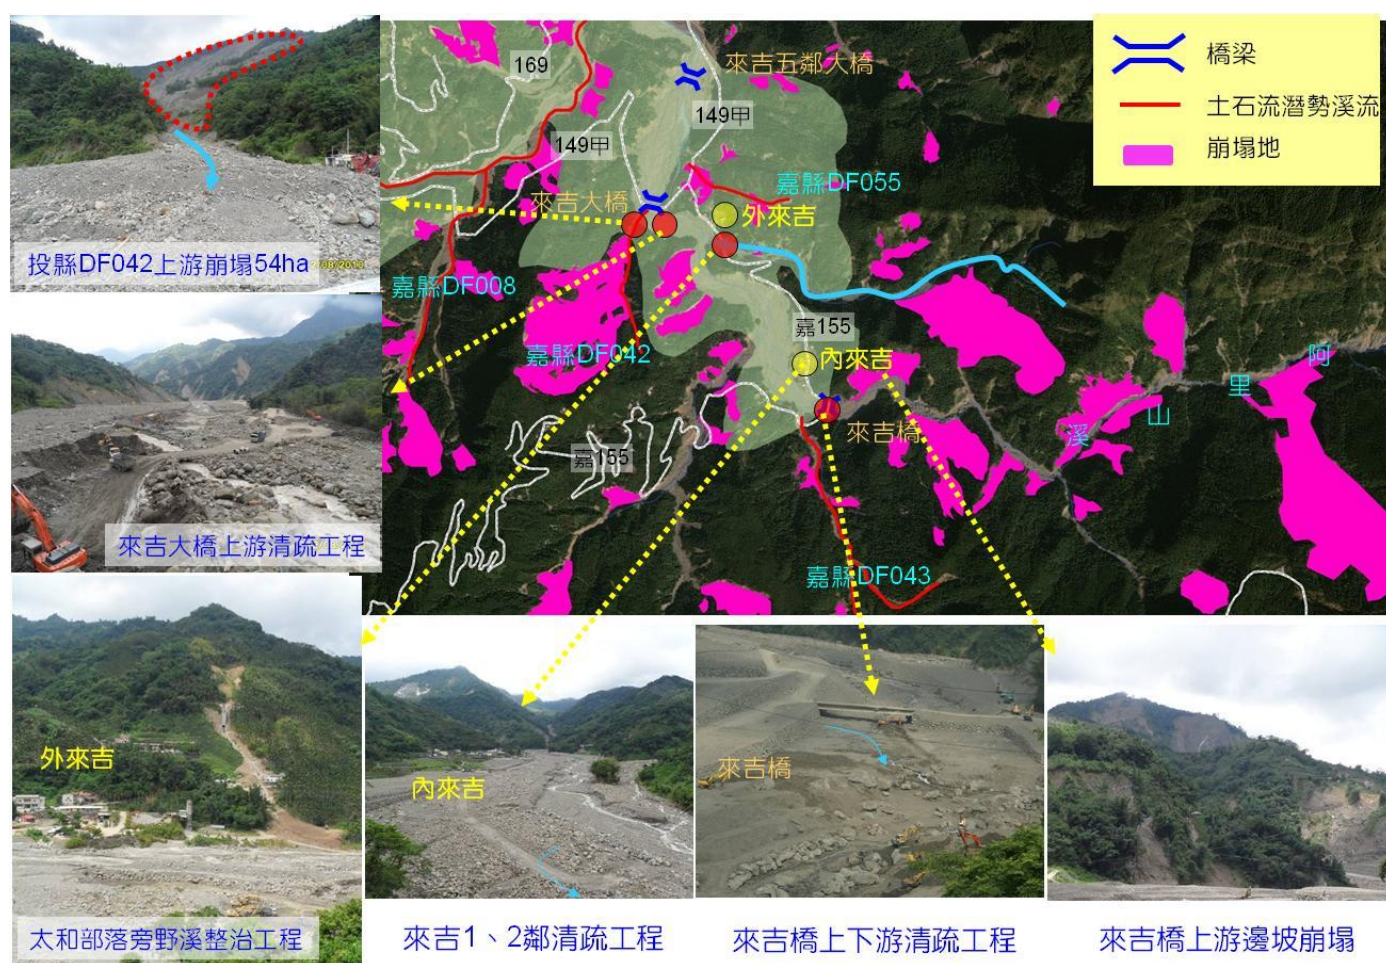 169
149甲
149甲
來吉五鄰大橋
橋梁
土石流潛勢溪流
崩塌地
來吉大橋
嘉縣DF055
外來吉
投縣DF042上游崩塌54ha
嘉縣DF008
嘉縣DF042
嘉155
內來吉
來吉橋
阿
里
山
溪
嘉155
嘉縣DF043
來吉大橋上游清疏工程
外來吉
太和部落旁野溪整治工程
內來吉
來吉1、2鄰清疏工程
來吉橋
來吉橋上下游清疏工程
來吉橋上游邊坡崩塌